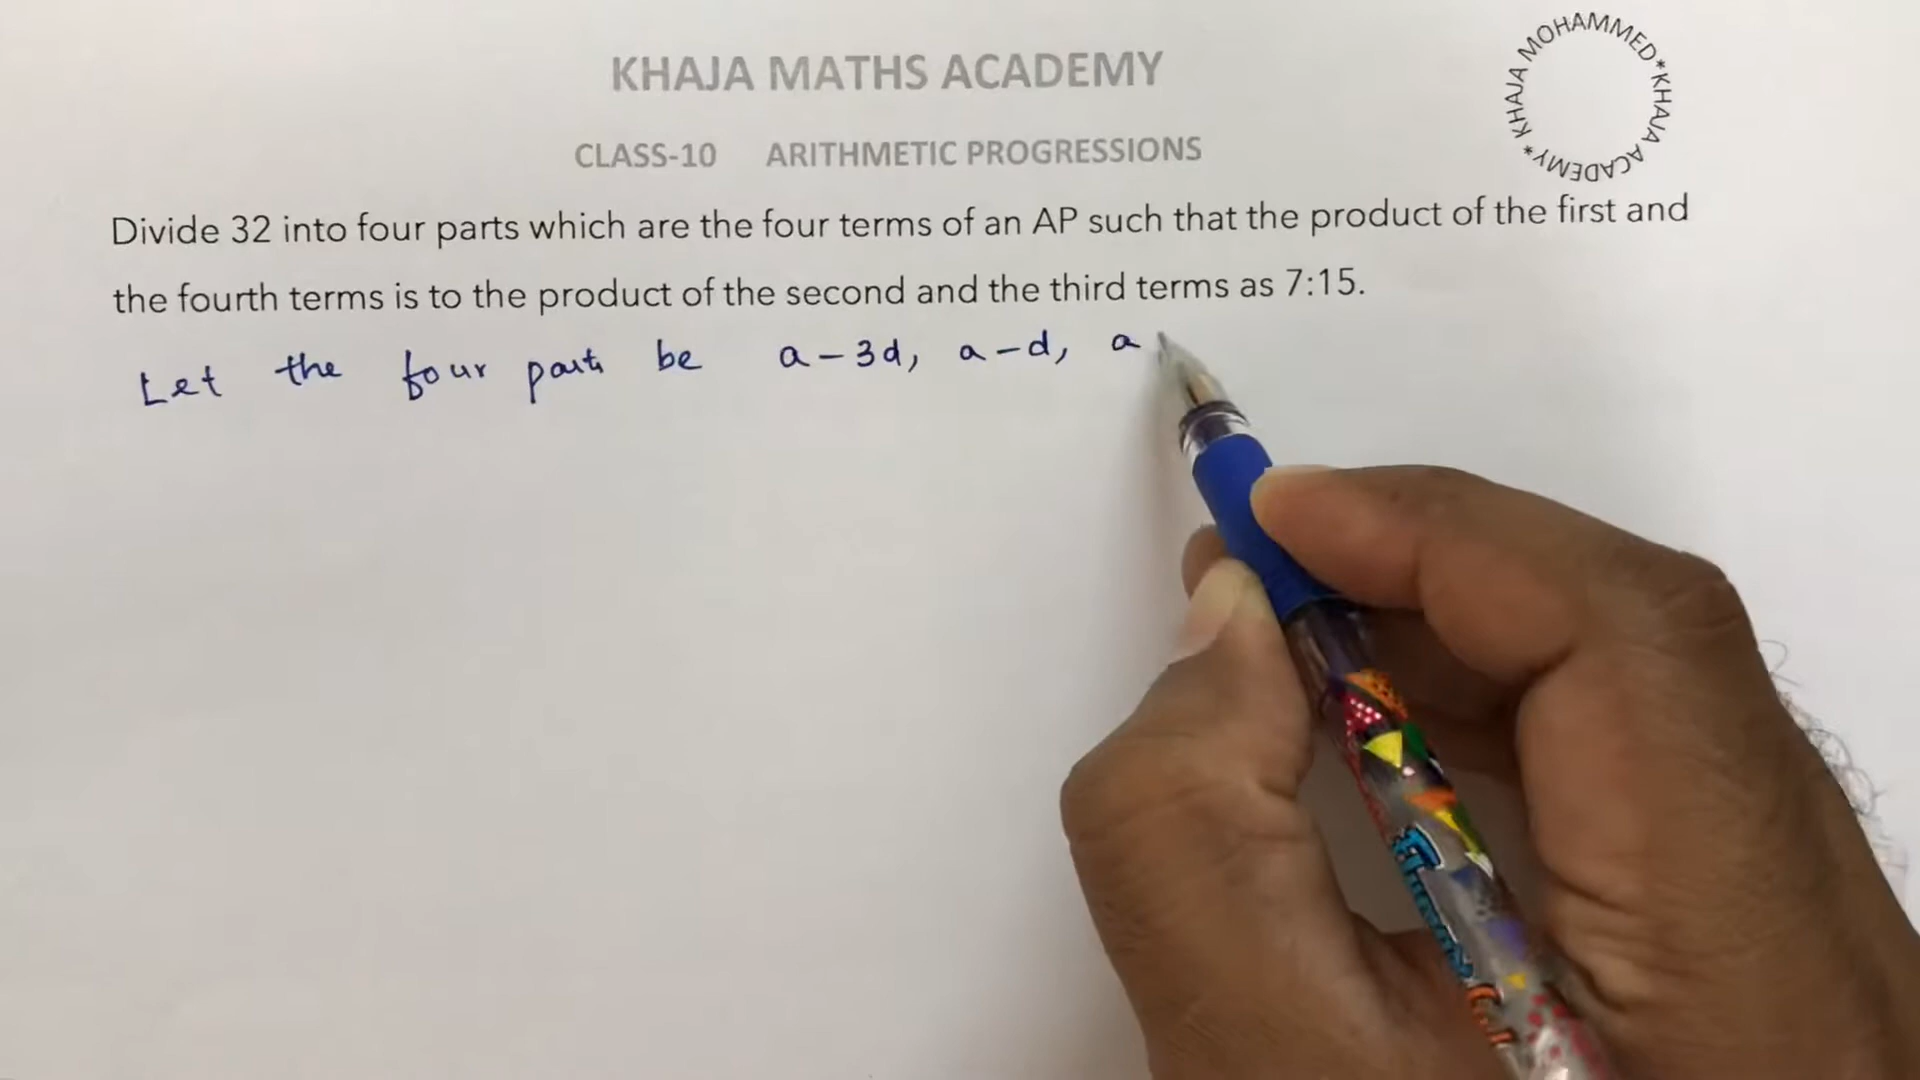 KHAJA MATHS ACADEMY
KHAJA MOHAMMED*KHAJA ACADEMY*
CLASS-10 ARITHMETIC PROGRESSIONS
Divide 32 into four parts which are the four terms of an AP such that the product of the first and
the fourth terms is to the product of the second and the third terms as 7:15.
Let the four parts be a-3d, a-d, a